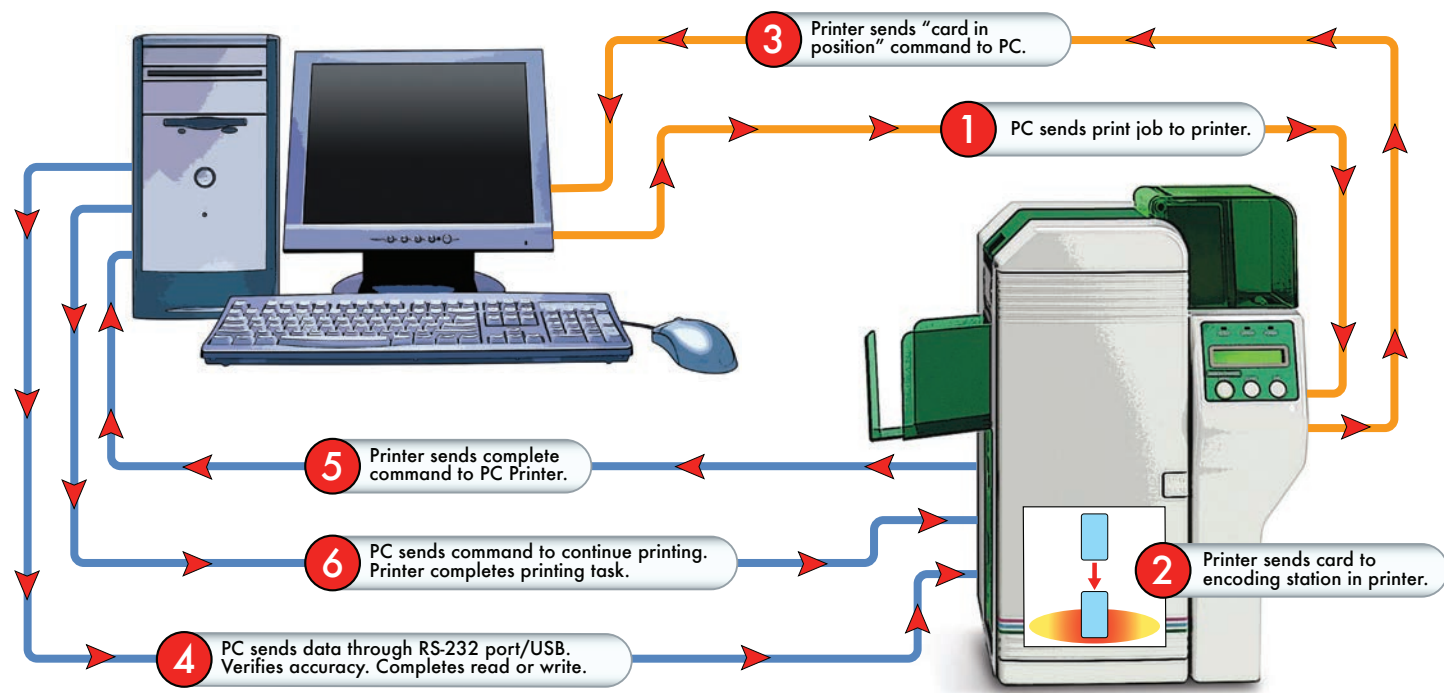 3
Printer sends “card in
position” command to PC.
1
PC sends print job to printer.
5
Printer sends complete
command to PC Printer.
6
PC sends command to continue printing.
Printer completes printing task.
2
Printer sends card to
encoding station in printer.
4
PC sends data through RS-232 port/USB.
Verifies accuracy. Completes read or write.